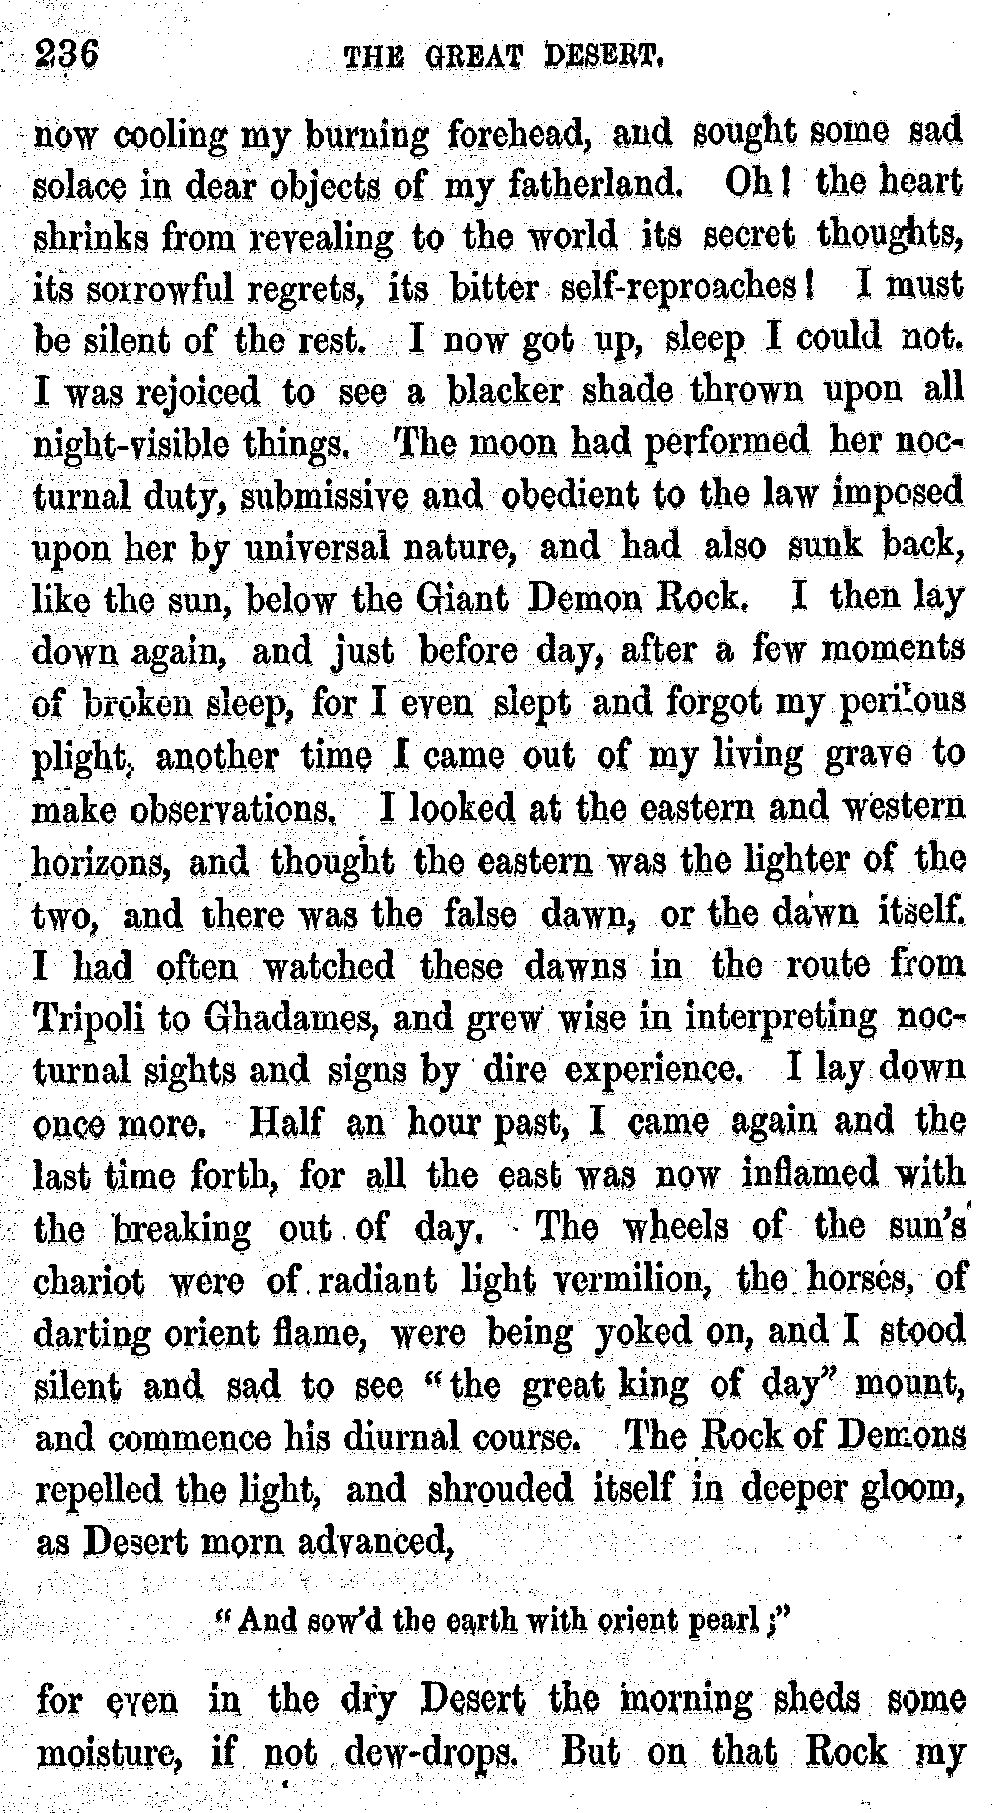 236 THE GREAT DESERT.
now cooling my burning forehead, and sought some sad
solace in dear objects of my fatherland. Oh! the heart
shrinks from revealing to the world its secret thoughts,
its sorrowful regrets, its bitter self-reproaches! I must
be silent of the rest. I now got up, sleep I could not.
I was rejoiced to see a blacker shade thrown upon all
night-visible things. The moon had performed her noc-
turnal duty, submissive and obedient to the law imposed
upon her by universal nature, and had also sunk back,
like the sun, below the Giant Demon Rock. I then lay
down again, and just before day, after a few moments
of broken sleep, for I even slept and forgot my perilous
plight, another time I came out of my living grave to
make observations. I looked at the eastern and western
horizons, and thought the eastern was the lighter of the
two, and there was the false dawn, or the dawn itself.
I had often watched these dawns in the route from
Tripoli to Ghadames, and grew wise in interpreting noc-
turnal sights and signs by dire experience. I lay down
once more. Half an hour past, I came again and the
last time forth, for all the east was now inflamed with
the breaking out of day. The wheels of the sun's
chariot were of radiant light vermilion, the horses, of
darting orient flame, were being yoked on, and I stood
silent and sad to see "the great king of day" mount,
and commence his diurnal course. The Rock of Demons
repelled the light, and shrouded itself in deeper gloom,
as Desert morn advanced,
"And sow'd the earth with orient pearl;"
for even in the dry Desert the morning sheds some
moisture, if not dew-drops. But on that Rock my